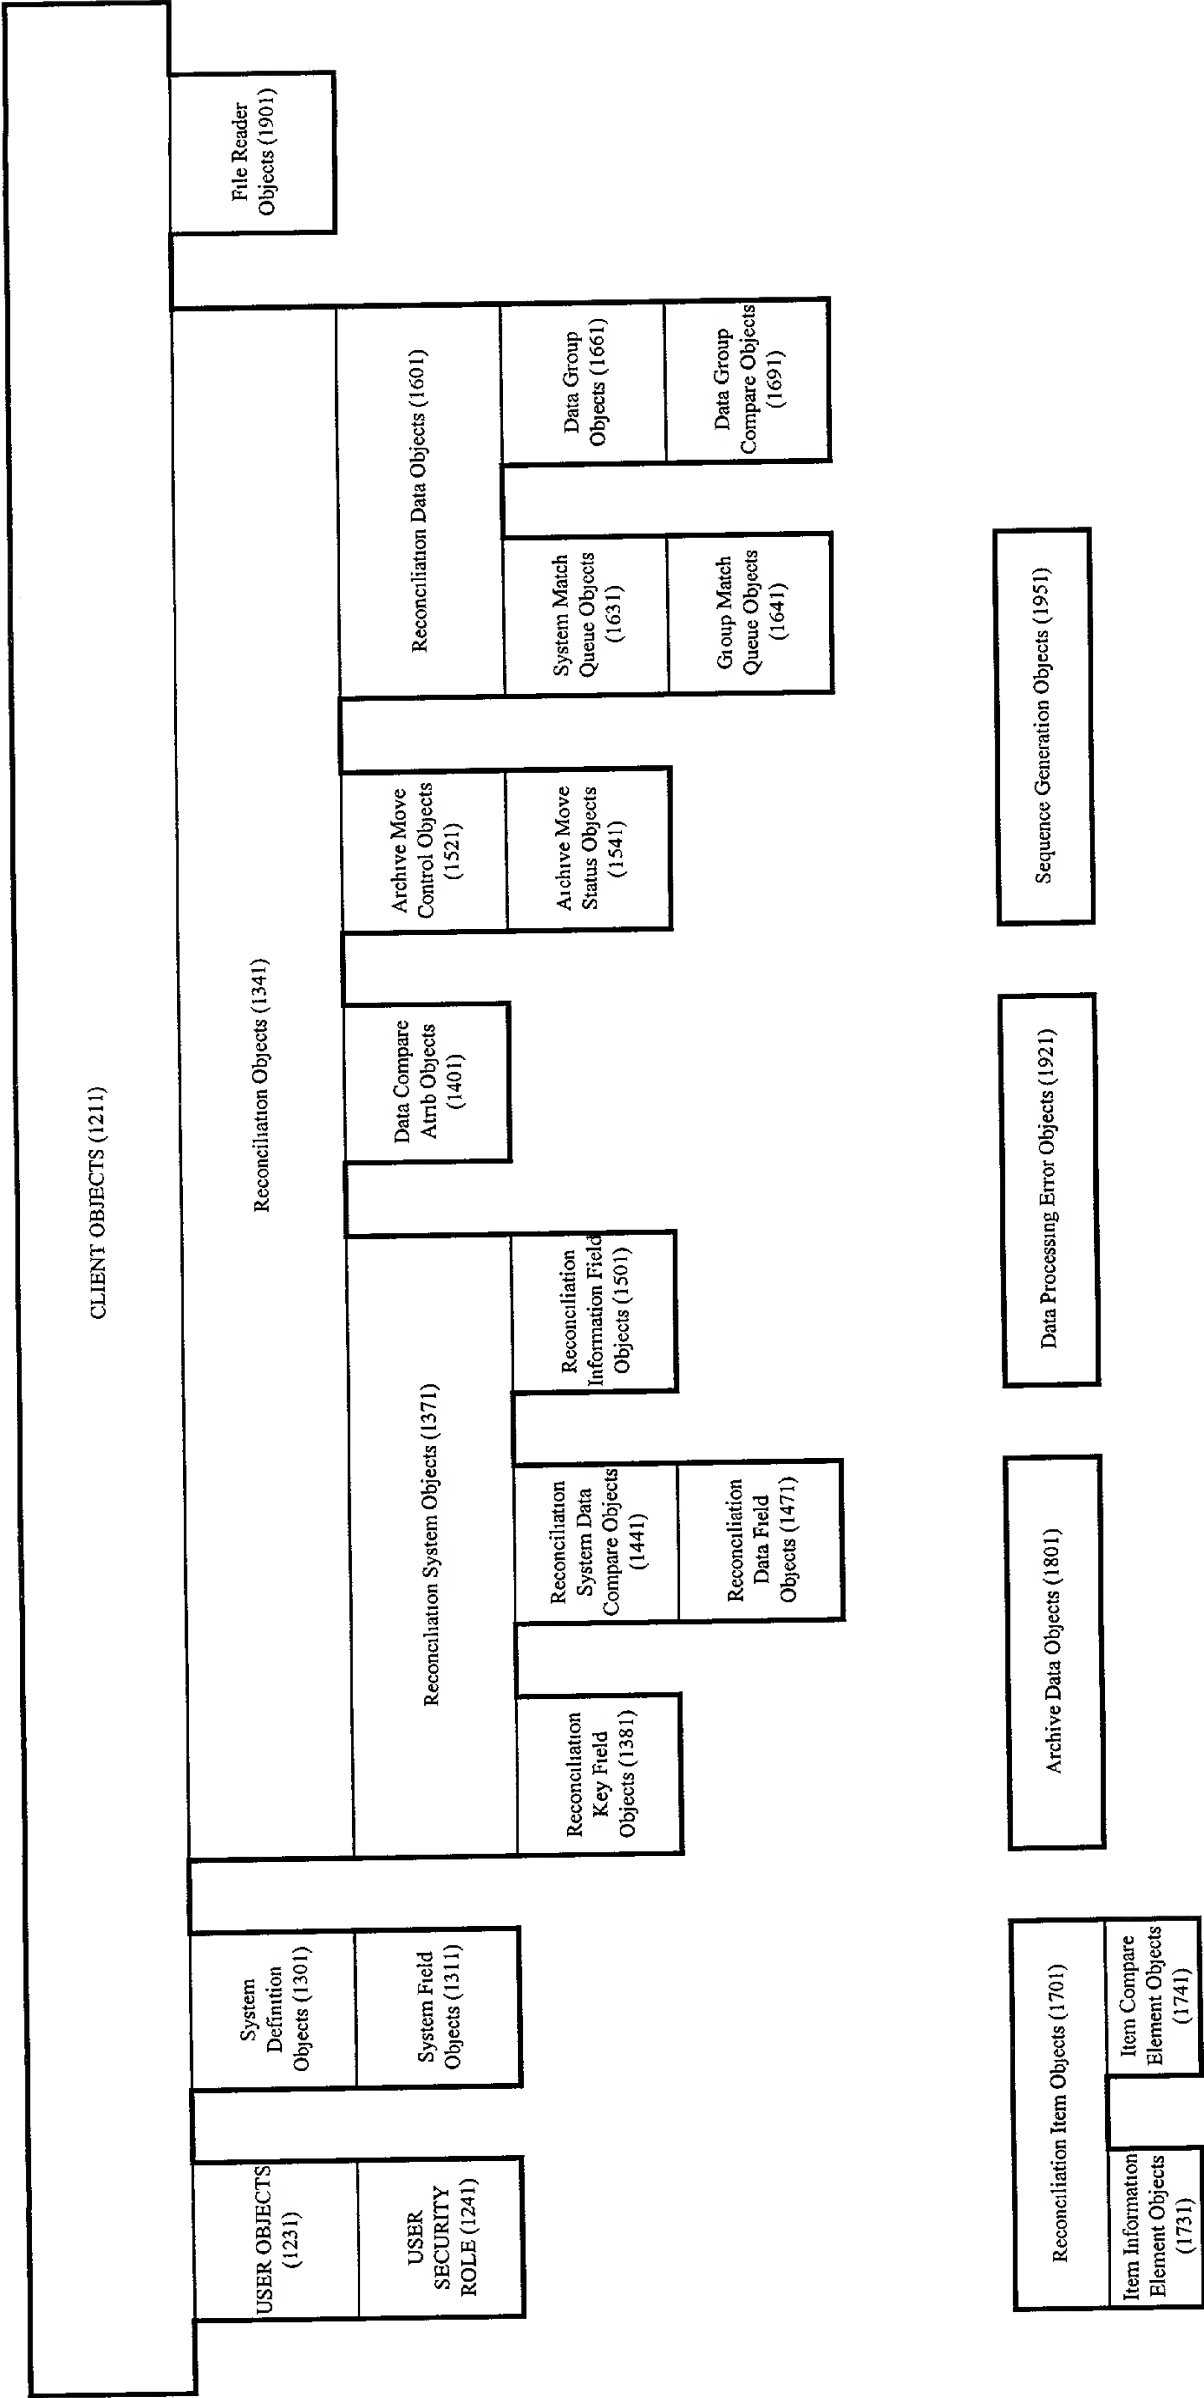 CLIENT OBJECTS (1211)
USER OBJECTS
(1231)
USER
SECURITY
ROLE (1241)
System
Definition
Objects (1301)
System Field
Objects (1311)
Reconciliation Objects (1341)
Reconciliation System Objects (1371)
Reconciliation
Key Field
Objects (1381)
Reconciliation
System Data
Compare Objects
(1441)
Reconciliation
Data Field
Objects (1471)
Reconciliation
Information Field
Objects (1501)
Data Compare
Atrib Objects
(1401)
Archive Move
Control Objects
(1521)
Archive Move
Status Objects
(1541)
Reconciliation Data Objects (1601)
System Match
Queue Objects
(1631)
Group Match
Queue Objects
(1641)
Data Group
Objects (1661)
Data Group
Compare Objects
(1691)
File Reader
Objects (1901)
Reconciliation Item Objects (1701)
Item Information
Element Objects
(1731)
Item Compare
Element Objects
(1741)
Archive Data Objects (1801)
Data Processing Error Objects (1921)
Sequence Generation Objects (1951)